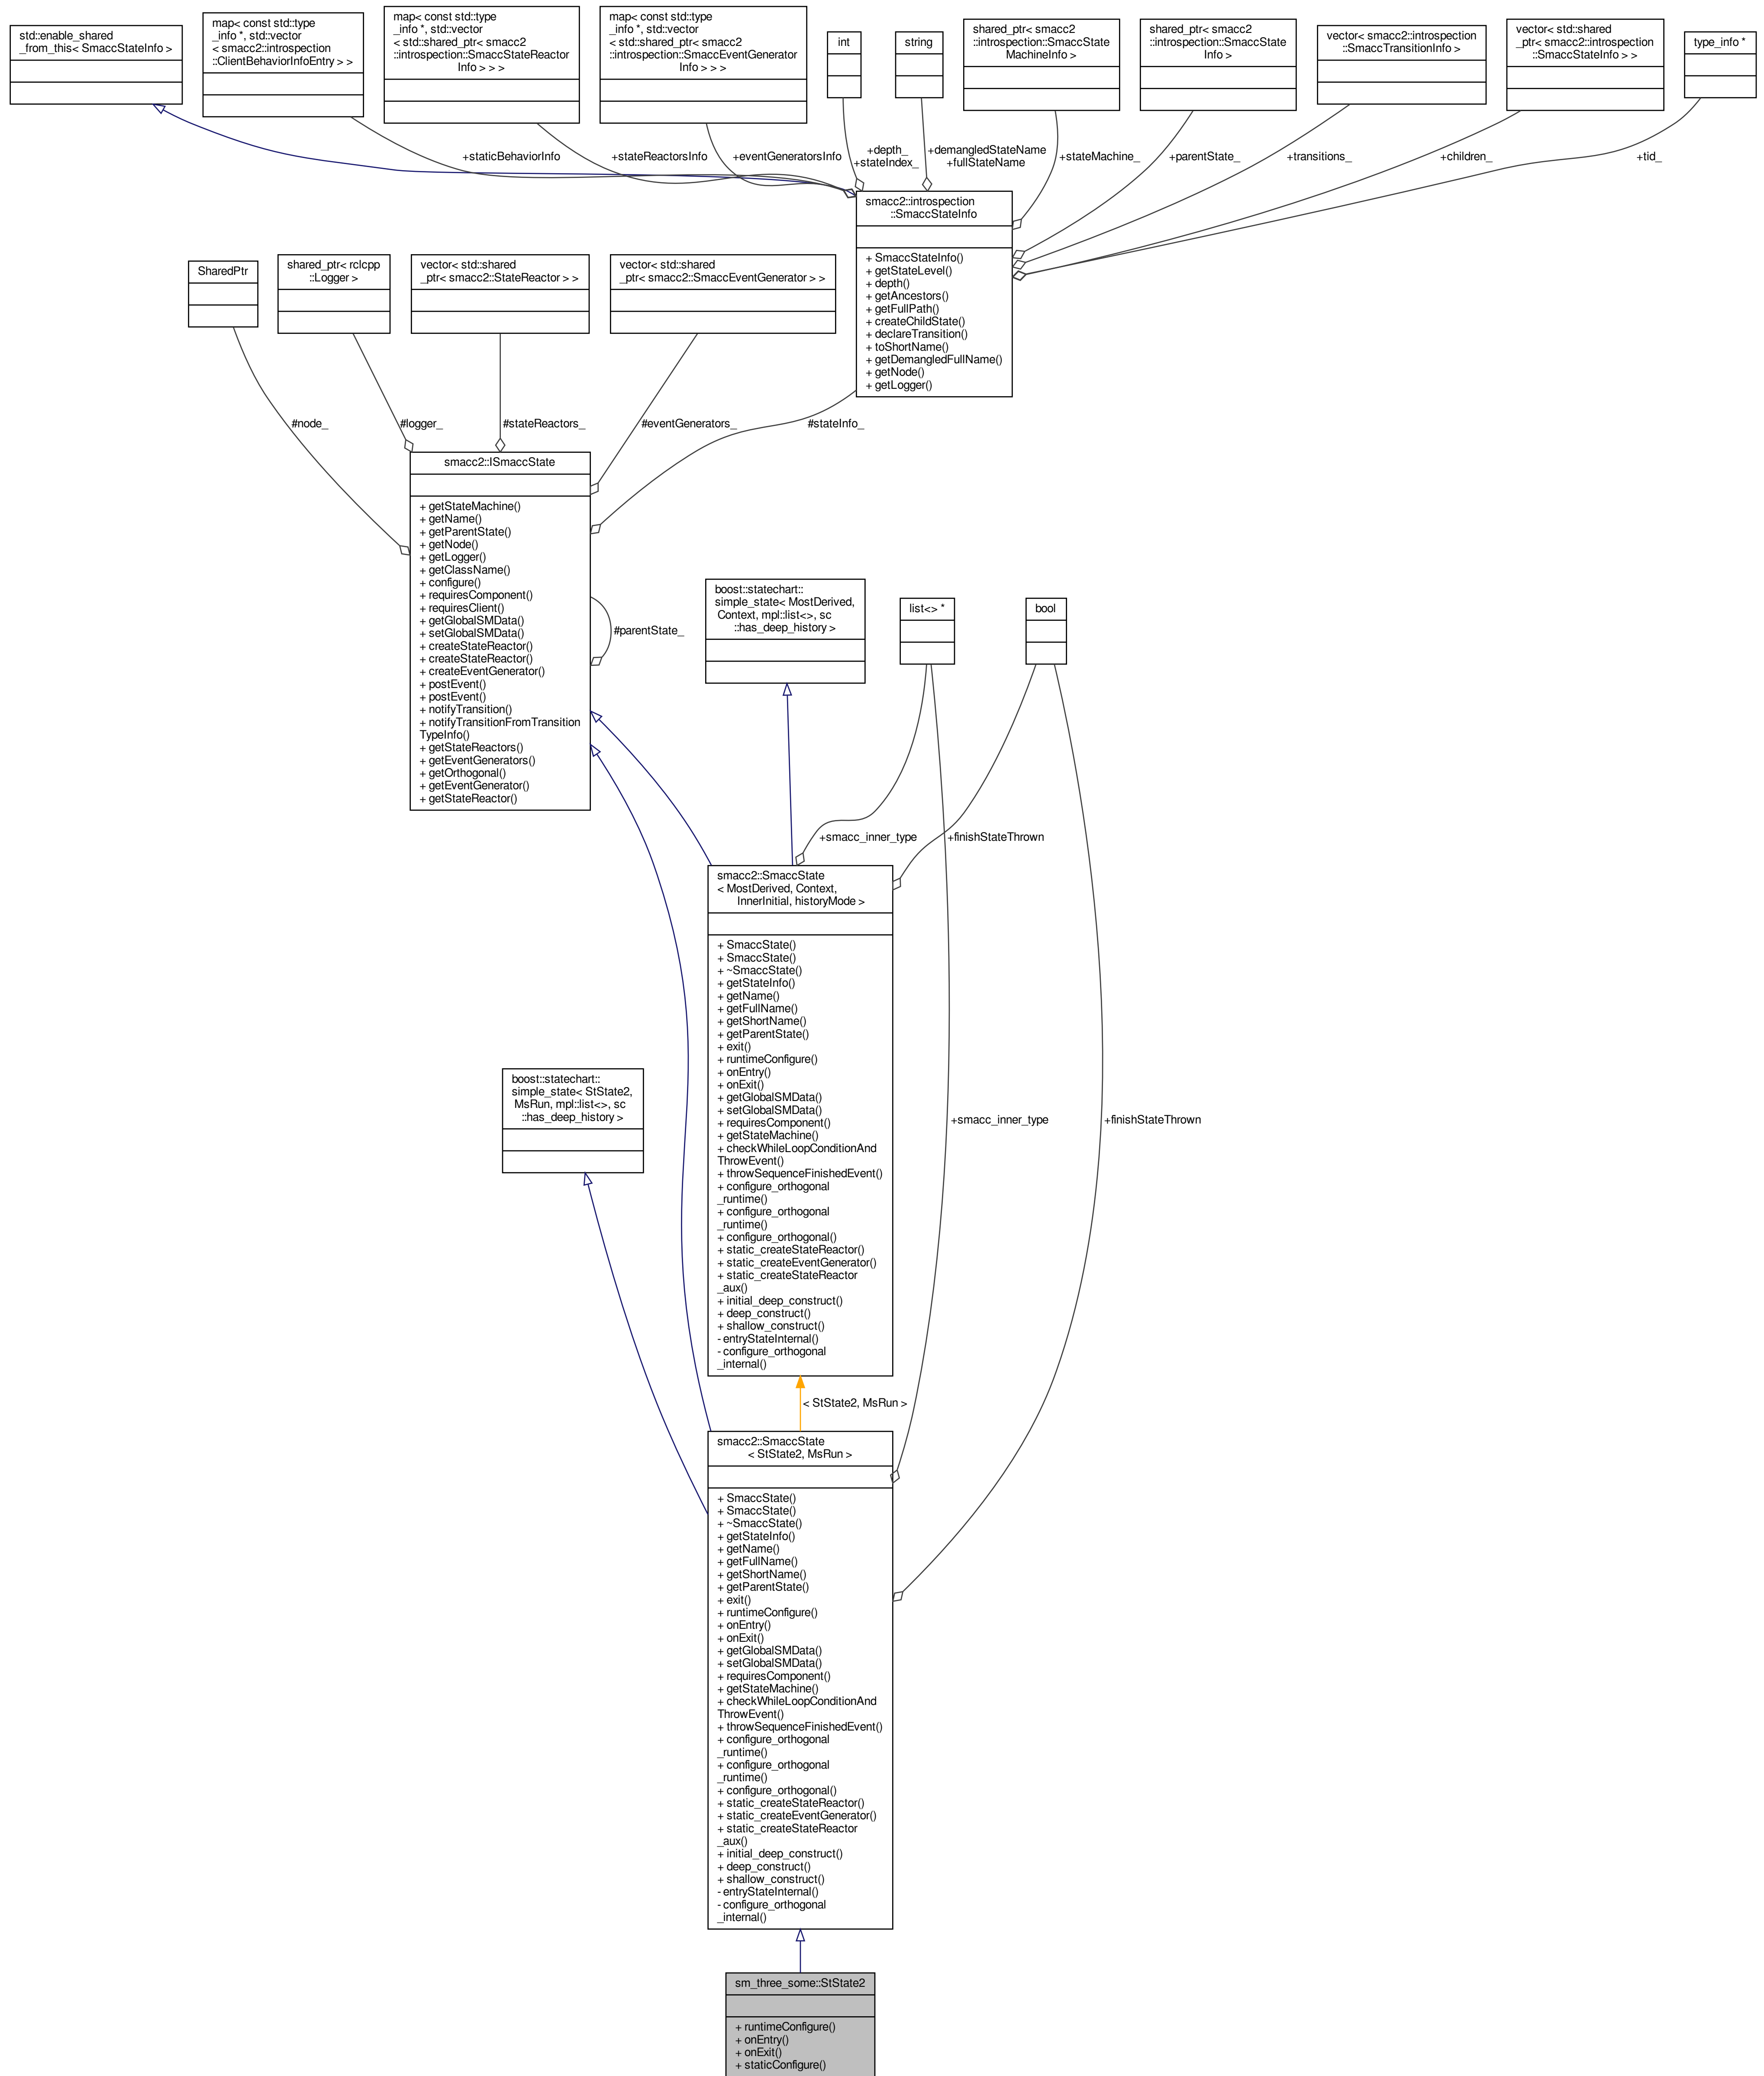 std::enable_shared
_from_this< SmaccStateInfo >
map< const std::type
_info *, std::vector
< smacc2::introspection
::ClientBehaviorInfoEntry > >
map< const std::type
_info *, std::vector
< std::shared_ptr< smacc2
::introspection::SmaccStateReactor
Info > > >
map< const std::type
_info *, std::vector
< std::shared_ptr< smacc2
::introspection::SmaccEventGenerator
Info > > >
int
string
shared_ptr< smacc2
::introspection::SmaccState
MachineInfo >
shared_ptr< smacc2
::introspection::SmaccState
Info >
vector< smacc2::introspection
::SmaccTransitionInfo >
vector< std::shared
_ptr< smacc2::introspection
::SmaccStateInfo > >
type_info *
+staticBehaviorInfo
+stateReactorsInfo
+eventGeneratorsInfo
+depth_
+stateIndex_
+demangledStateName
+fullStateName
+stateMachine_
+parentState_
+transitions_
+children_
+tid_
smacc2::introspection
::SmaccStateInfo
+ SmaccStateInfo()
+ getStateLevel()
+ depth()
+ getAncestors()
+ getFullPath()
+ createChildState()
+ declareTransition()
+ toShortName()
+ getDemangledFullName()
+ getNode()
+ getLogger()
SharedPtr
shared_ptr< rclcpp
::Logger >
vector< std::shared
_ptr< smacc2::StateReactor > >
vector< std::shared
_ptr< smacc2::SmaccEventGenerator > >
#node_
#logger_
#stateReactors_
#eventGenerators_
#stateInfo_
smacc2::ISmaccState
+ getStateMachine()
+ getName()
+ getParentState()
+ getNode()
+ getLogger()
+ getClassName()
+ configure()
+ requiresComponent()
+ requiresClient()
+ getGlobalSMData()
+ setGlobalSMData()
+ createStateReactor()
+ createStateReactor()
+ createEventGenerator()
+ postEvent()
+ postEvent()
+ notifyTransition()
+ notifyTransitionFromTransition
TypeInfo()
+ getStateReactors()
+ getEventGenerators()
+ getOrthogonal()
+ getEventGenerator()
+ getStateReactor()
#parentState_
boost::statechart::
simple_state< MostDerived,
Context, mpl::list<>, sc
::has_deep_history >
list<> *
bool
+smacc_inner_type
+finishStateThrown
smacc2::SmaccState
< MostDerived, Context,
InnerInitial, historyMode >
+ SmaccState()
+ SmaccState()
+ ~SmaccState()
+ getStateInfo()
+ getName()
+ getFullName()
+ getShortName()
+ getParentState()
+ exit()
+ runtimeConfigure()
+ onEntry()
+ onExit()
+ getGlobalSMData()
+ setGlobalSMData()
+ requiresComponent()
+ getStateMachine()
+ checkWhileLoopConditionAnd
ThrowEvent()
+ throwSequenceFinishedEvent()
+ configure_orthogonal
_runtime()
+ configure_orthogonal
_runtime()
+ configure_orthogonal()
+ static_createStateReactor()
+ static_createEventGenerator()
+ static_createStateReactor
_aux()
+ initial_deep_construct()
+ deep_construct()
+ shallow_construct()
- entryStateInternal()
- configure_orthogonal
_internal()
boost::statechart::
simple_state< StState2,
MsRun, mpl::list<>, sc
::has_deep_history >
+smacc_inner_type
+finishStateThrown
< StState2, MsRun >
smacc2::SmaccState
< StState2, MsRun >
+ SmaccState()
+ SmaccState()
+ ~SmaccState()
+ getStateInfo()
+ getName()
+ getFullName()
+ getShortName()
+ getParentState()
+ exit()
+ runtimeConfigure()
+ onEntry()
+ onExit()
+ getGlobalSMData()
+ setGlobalSMData()
+ requiresComponent()
+ getStateMachine()
+ checkWhileLoopConditionAnd
ThrowEvent()
+ throwSequenceFinishedEvent()
+ configure_orthogonal
_runtime()
+ configure_orthogonal
_runtime()
+ configure_orthogonal()
+ static_createStateReactor()
+ static_createEventGenerator()
+ static_createStateReactor
_aux()
+ initial_deep_construct()
+ deep_construct()
+ shallow_construct()
- entryStateInternal()
- configure_orthogonal
_internal()
sm_three_some::StState2
+ runtimeConfigure()
+ onEntry()
+ onExit()
+ staticConfigure()